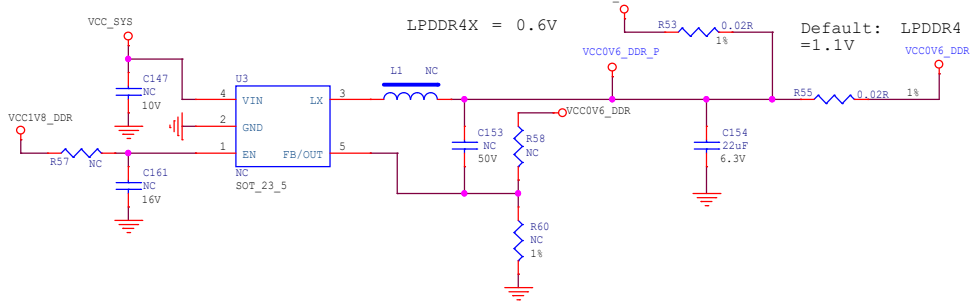 VCC_SYS
LPDDR4X = 0.6V
R53
0.02R
1%
Default: LPDDR4
=1.1V
VCC0V6_DDR_P
VCC0V6_DDR
C147
NC
10V
U3
L1
NC
4
VIN
LX
3
R55
0.02R
1%
VCC1V8_DDR
2
GND
VCC0V6_DDR
R57
NC
1
EN
FB/OUT
5
C153
NC
50V
R58
NC
C154
22uF
6.3V
C161
NC
16V
NC
SOT_23_5
R60
NC
1%